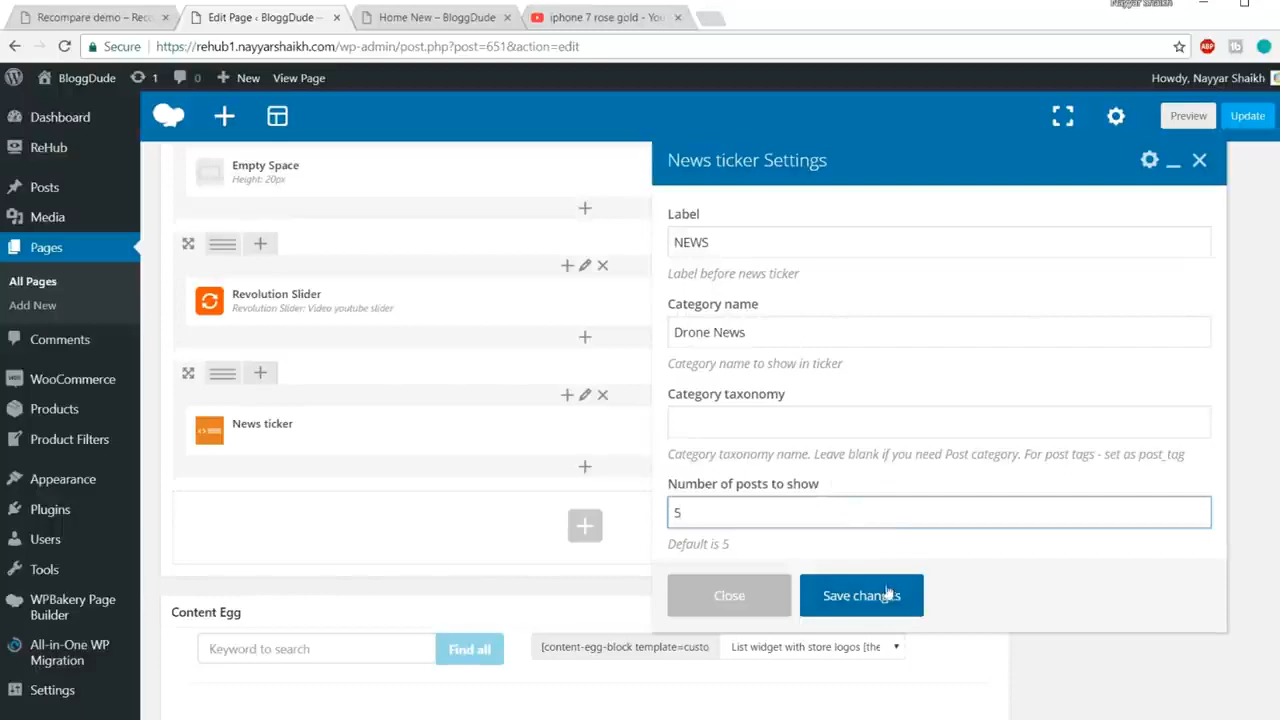 Nayyar Shaikh
Recompare demo – Recc
Edit Page ‹ BloggDude —
Home New – BloggDude
iphone 7 rose gold - You
Secure
https://rehub1.nayyarshaikh.com/wp-admin/post.php?post=651&action=edit
ABP
BloggDude
1
0
New
View Page
Howdy, Nayyar Shaikh
Dashboard
ReHub
Posts
Media
Pages
All Pages
Add New
Comments
WooCommerce
Products
Product Filters
Appearance
Plugins
Users
Tools
WPBakery Page
Builder
All-in-One WP
Migration
Settings
Preview
Update
Empty Space
Height: 20px
Revolution Slider
Revolution Slider: Video youtube slider
News ticker
News ticker Settings
Label
NEWS
Label before news ticker
Category name
Drone News
Category name to show in ticker
Category taxonomy
Category taxonomy name. Leave blank if you need Post category. For post tags - set as post_tag
Number of posts to show
5
Default is 5
Close
Save changes
Content Egg
Keyword to search
Find all
[content-egg-block template=custo
List widget with store logos [the